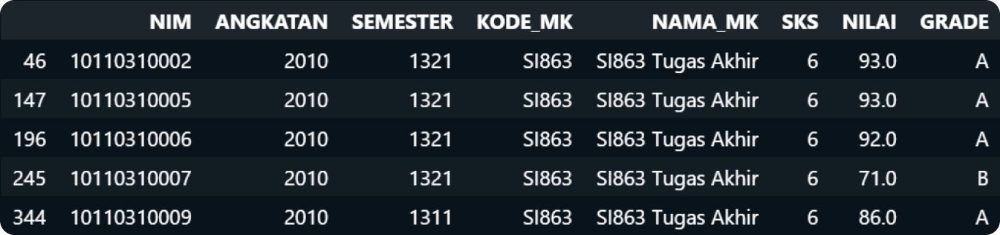 NIM ANGKATAN SEMESTER KODE_MK NAMA_MK SKS NILAI GRADE
46 10110310002 2010 1321 SI863 SI863 Tugas Akhir 6 93.0 A
147 10110310005 2010 1321 SI863 SI863 Tugas Akhir 6 93.0 A
196 10110310006 2010 1321 SI863 SI863 Tugas Akhir 6 92.0 A
245 10110310007 2010 1321 SI863 SI863 Tugas Akhir 6 71.0 B
344 10110310009 2010 1311 SI863 SI863 Tugas Akhir 6 86.0 A